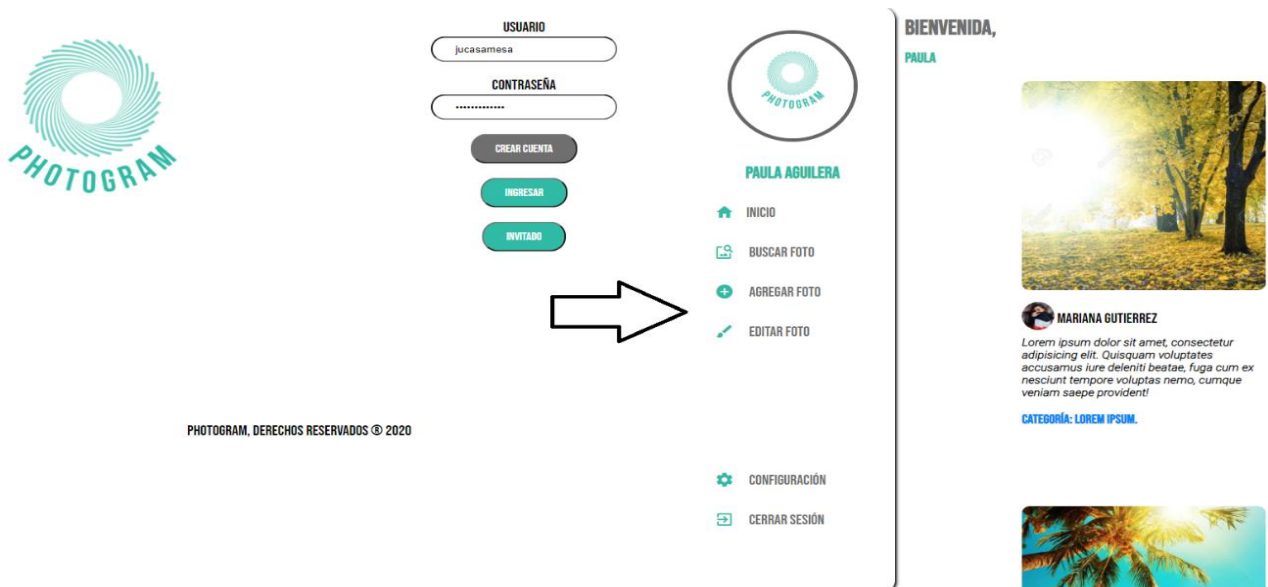 PHOTOGRAM
USUARIO
jucasamesa
CONTRASEÑA
•••••••••••••
CREAR CUENTA
INGRESAR
INVITADO
PHOTOGRAM, DERECHOS RESERVADOS ® 2020
PHOTOGRAM
PAULA AGUILERA
INICIO
BUSCAR FOTO
AGREGAR FOTO
EDITAR FOTO
CONFIGURACIÓN
CERRAR SESIÓN
BIENVENIDA,
PAULA
MARIANA GUTIERREZ
Lorem ipsum dolor sit amet, consectetur
adipisicing elit. Quisquam voluptates
accusamus iure deleniti beatae, fuga cum ex
nesciunt tempore voluptas nemo, cumque
veniam saepe provident!
CATEGORÍA: LOREM IPSUM.